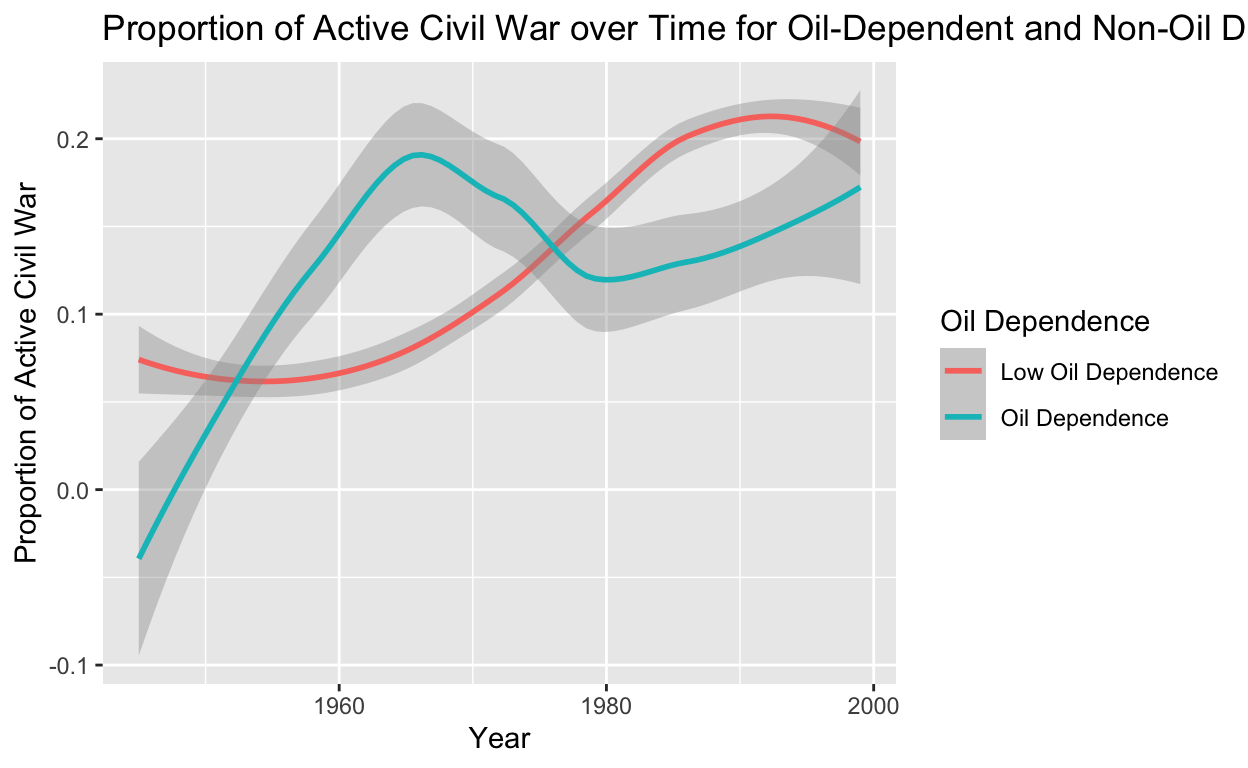 Proportion of Active Civil War over Time for Oil-Dependent and Non-Oil D
Proportion of Active Civil War
0.2
0.1
0.0
-0.1
1960 1980 2000
Year
Oil Dependence
Low Oil Dependence
Oil Dependence